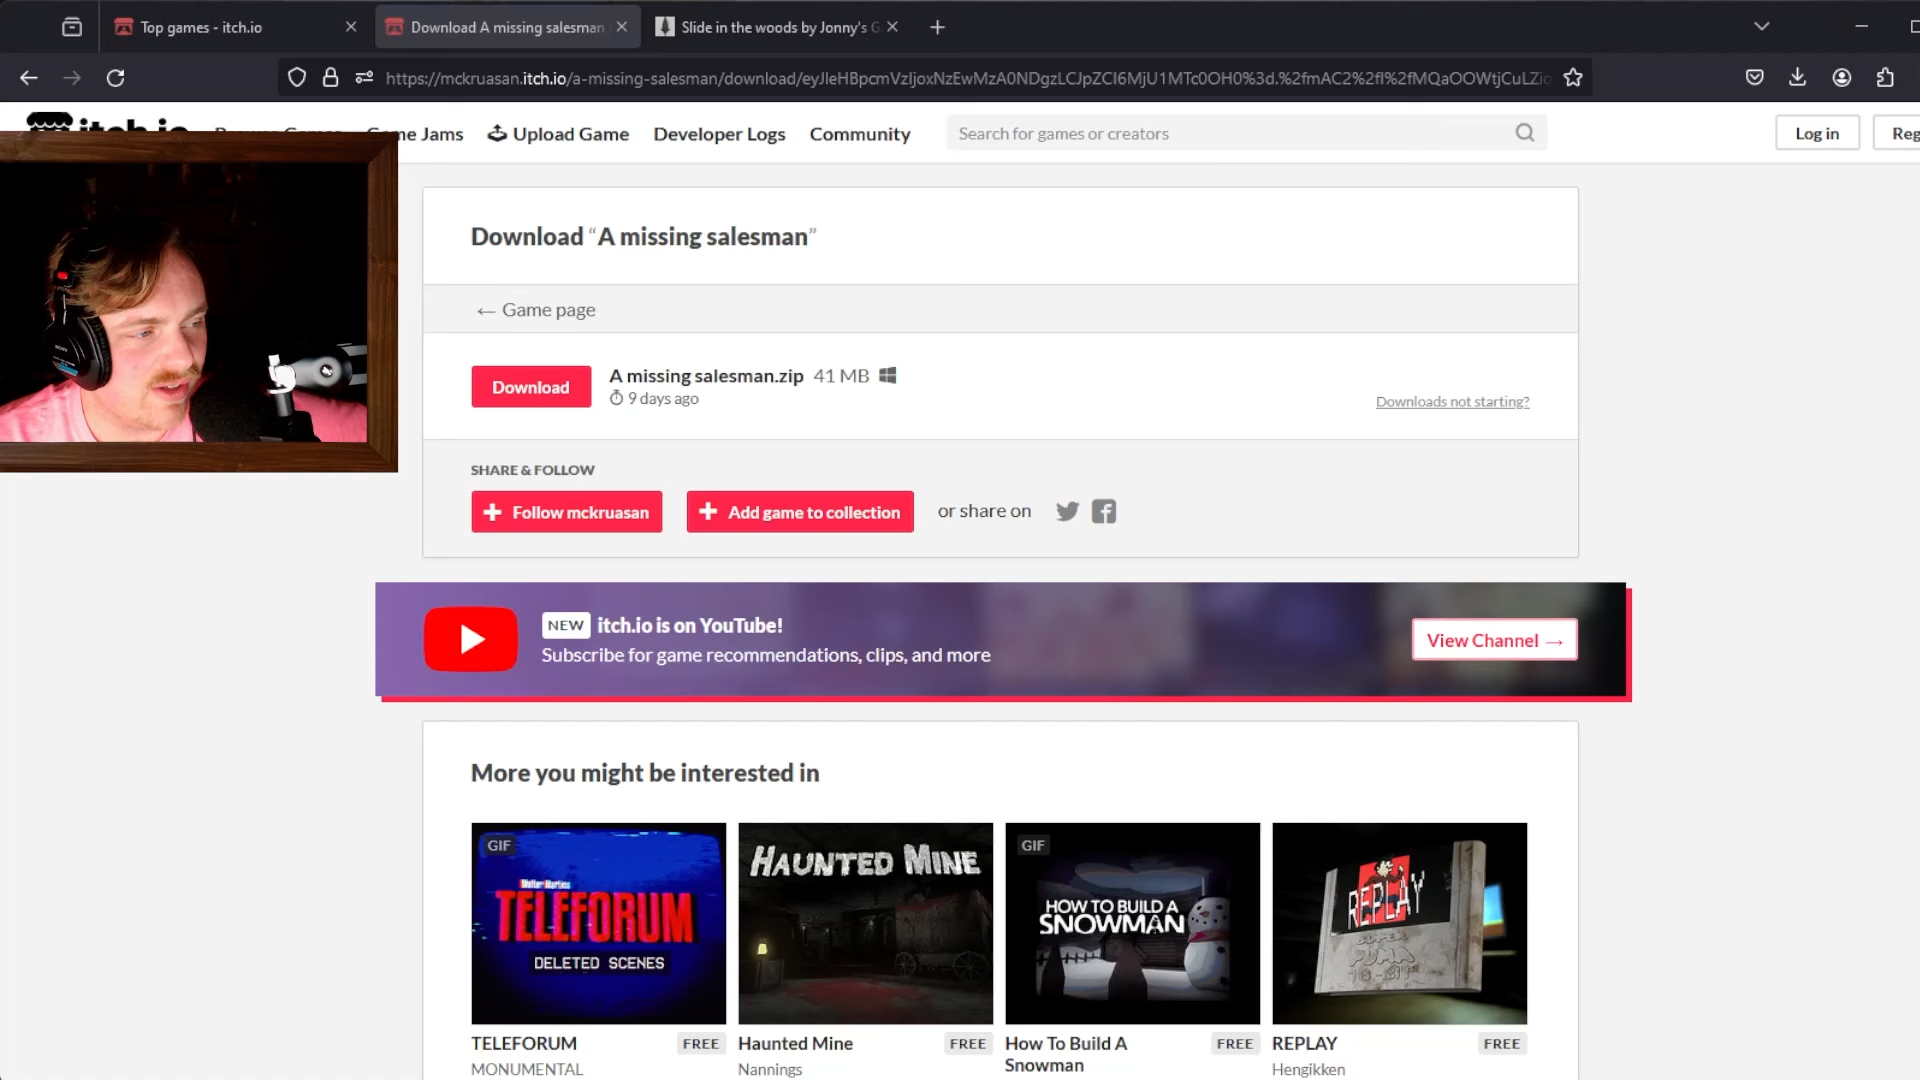 Top games - itch.io
Download A missing salesman
Slide in the woods by Jonny's G
https://mckruasan.itch.io/a-missing-salesman/download/
Game Jams Upload Game Developer Logs Community
Search for games or creators
Log in
Reg
Download “A missing salesman”
← Game page
Download
A missing salesman.zip 41 MB
9 days ago
Downloads not starting?
SHARE & FOLLOW
Follow mckruasan
Add game to collection
or share on
NEW itch.io is on YouTube!
Subscribe for game recommendations, clips, and more
View Channel →
More you might be interested in
GIF
TELEFORUM
DELETED SCENES
HAUNTED MINE
GIF
HOW TO BUILD A
SNOWMAN
REPLAY
TELEFORUM FREE
MONUMENTAL
Haunted Mine FREE
Nannings
How To Build A
Snowman
FREE
REPLAY FREE
Hengikken